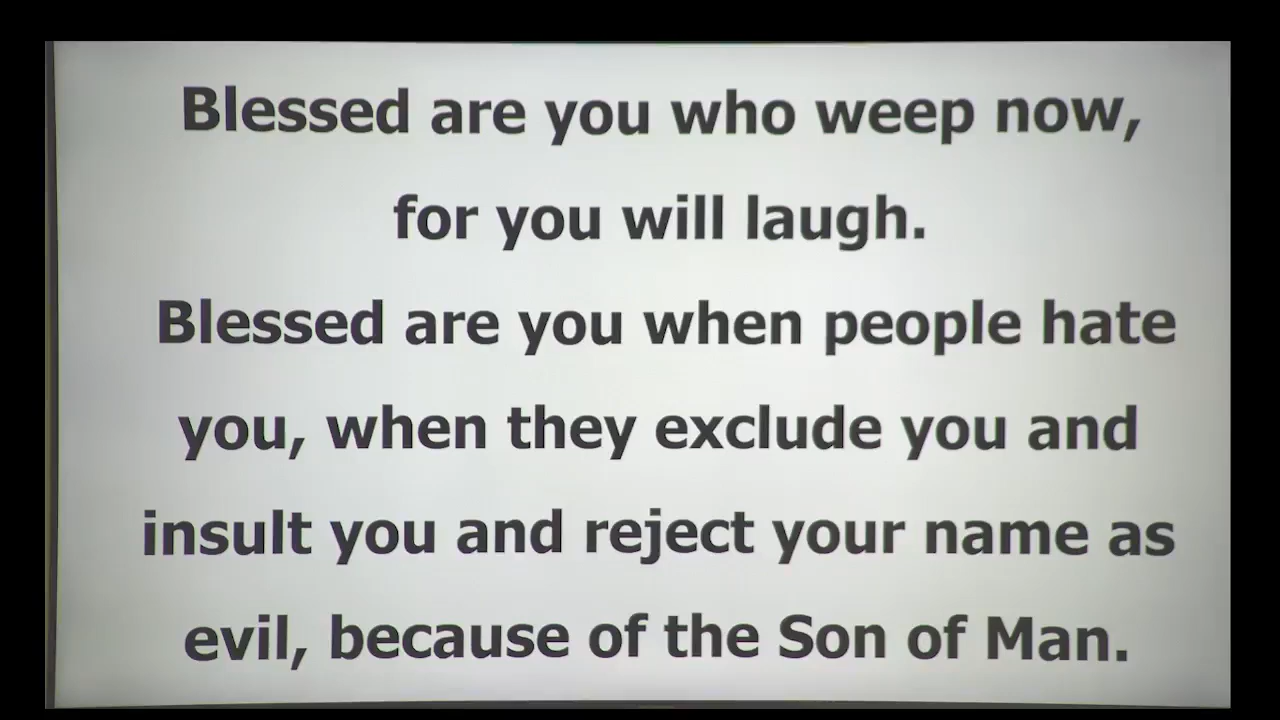 Blessed are you who weep now,
for you will laugh.
Blessed are you when people hate
you, when they exclude you and
insult you and reject your name as
evil, because of the Son of Man.